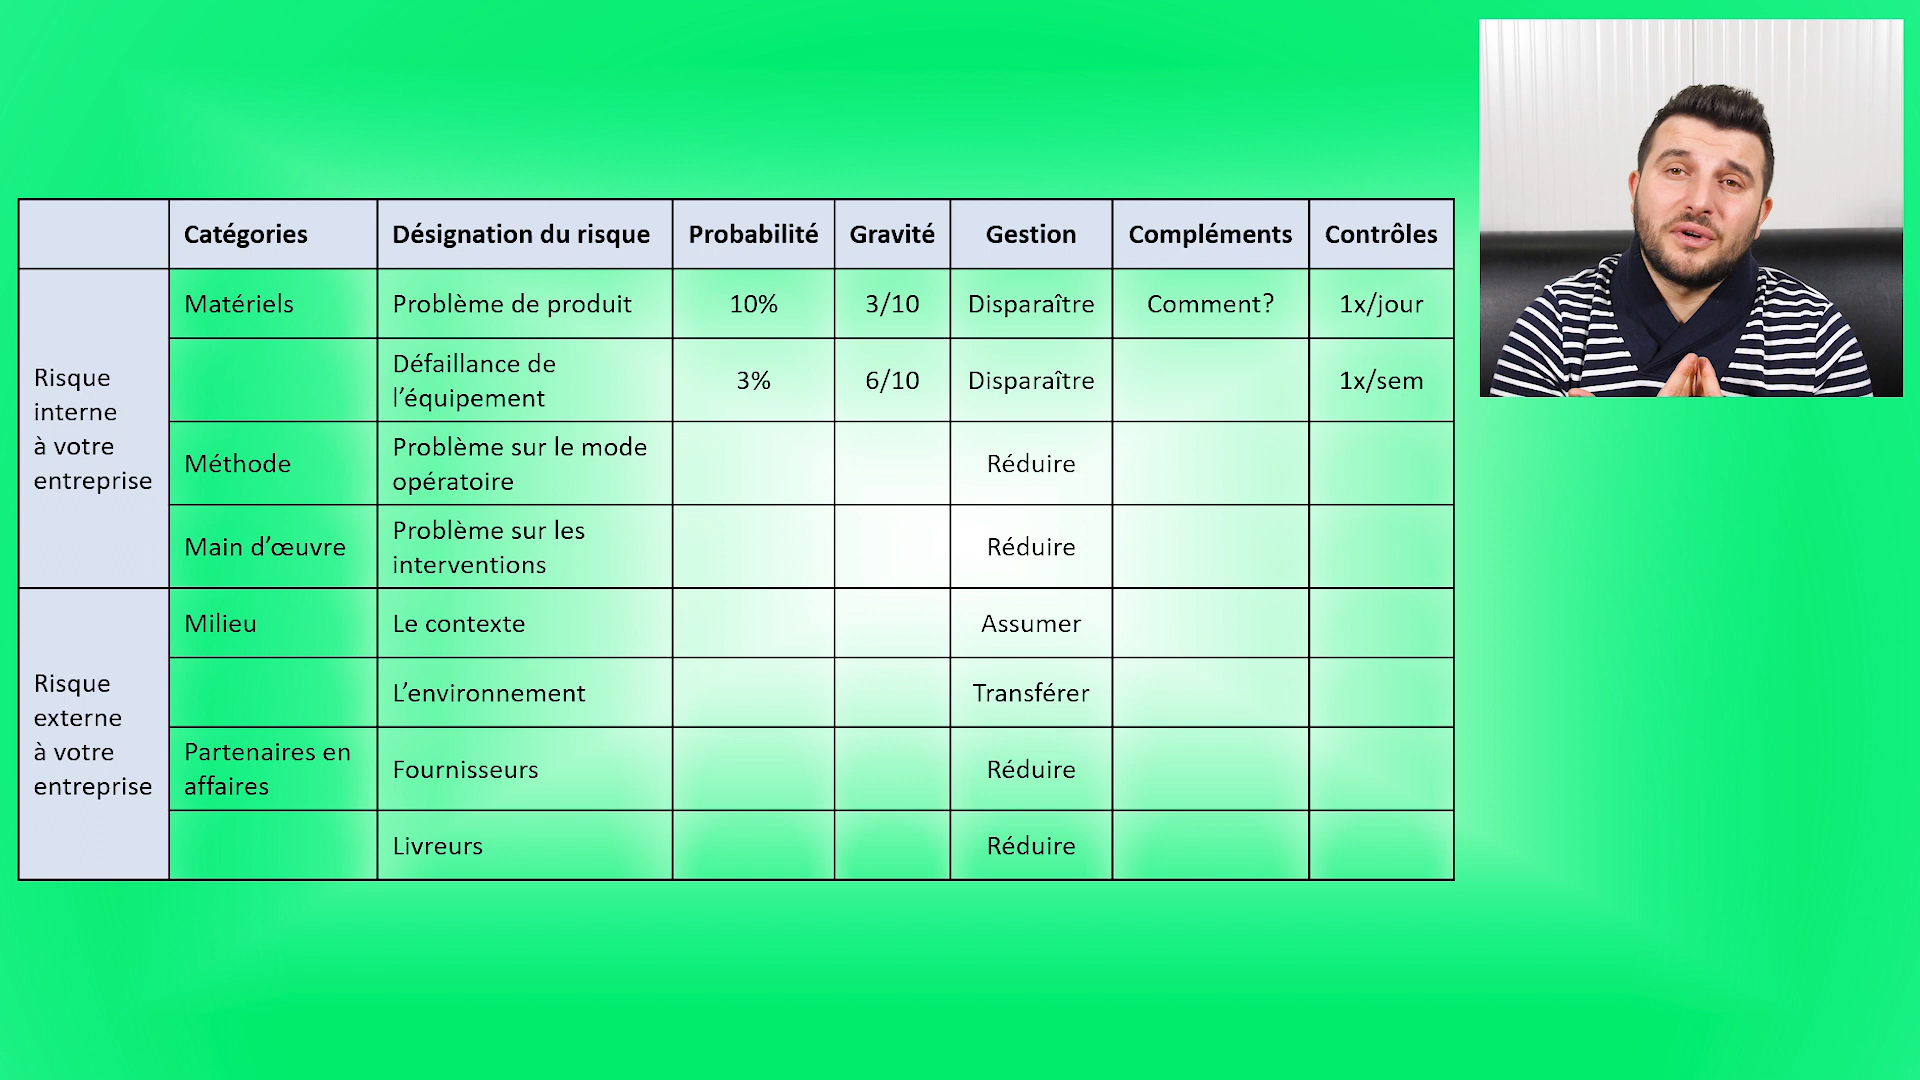 Catégories Désignation du risque Probabilité Gravité Gestion Compléments Contrôles
Risque
interne
à votre
entreprise
Matériels Problème de produit 10% 3/10 Disparaître Comment? 1x/jour
Défaillance de
l’équipement
3% 6/10 Disparaître 1x/sem
Méthode
Problème sur le mode
opératoire
Réduire
Main d’œuvre
Problème sur les
interventions
Réduire
Risque
externe
à votre
entreprise
Milieu Le contexte Assumer
L’environnement Transférer
Partenaires en
affaires
Fournisseurs Réduire
Livreurs Réduire